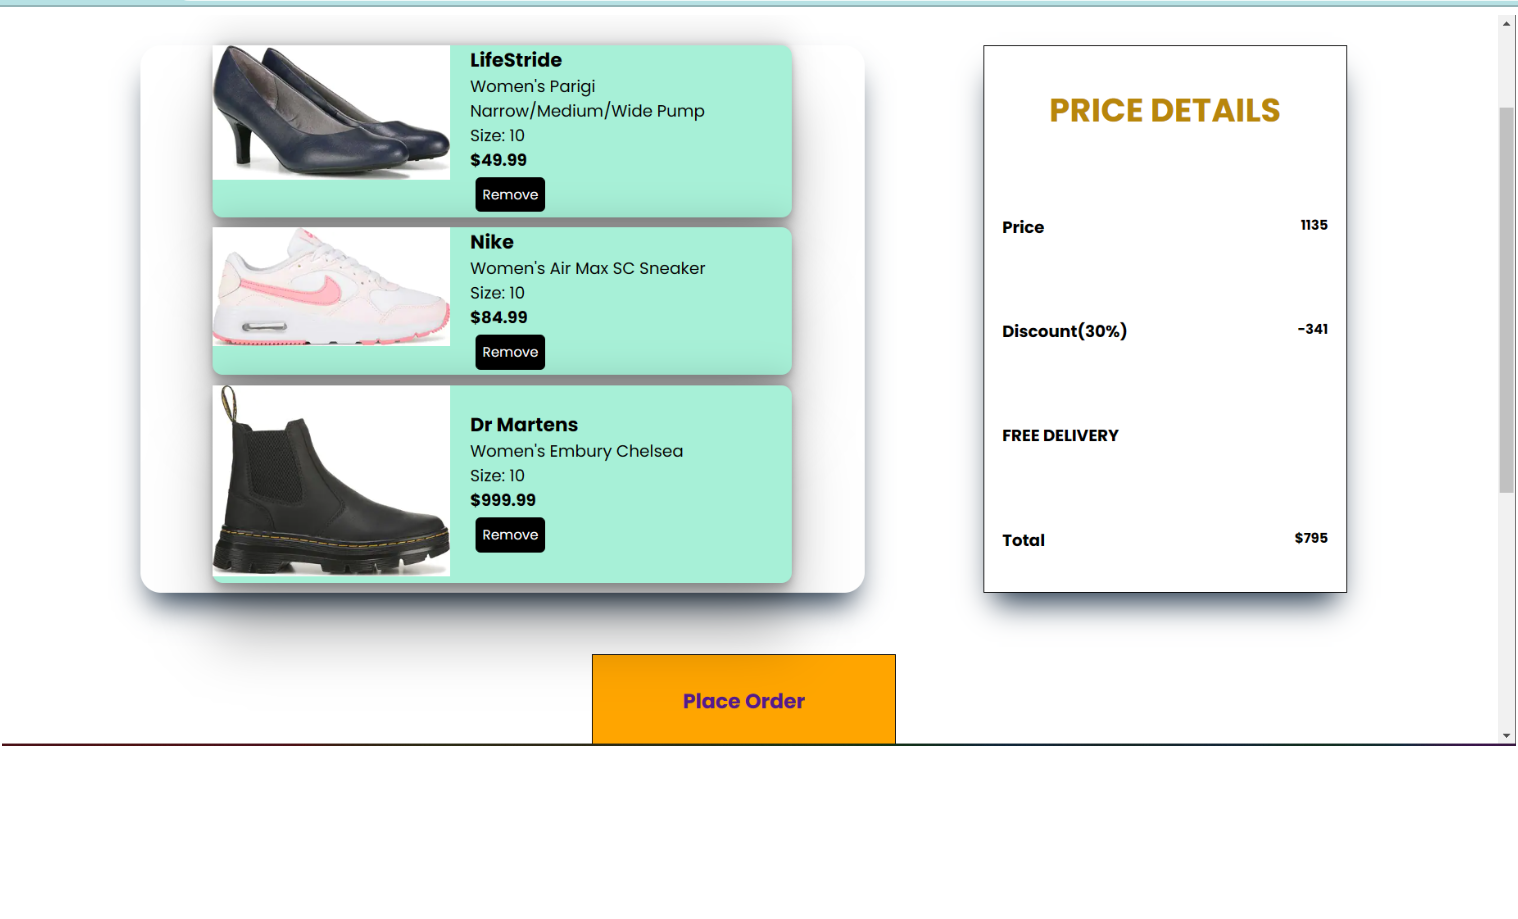 LifeStride
Women's Parigi
Narrow/Medium/Wide Pump
Size: 10
$49.99
Remove
Nike
Women's Air Max SC Sneaker
Size: 10
$84.99
Remove
Dr Martens
Women's Embury Chelsea
Size: 10
$999.99
Remove
PRICE DETAILS
Price 1135
Discount(30%) -341
FREE DELIVERY
Total $795
Place Order